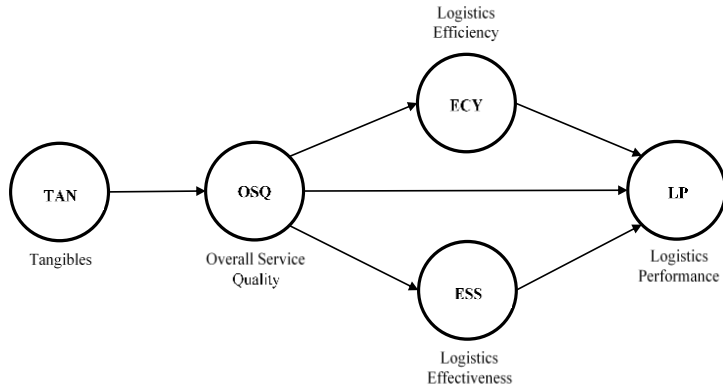 Logistics
Efficiency
ECY
TAN
OSQ
LP
Tangibles
Overall Service
Quality
Logistics
Performance
ESS
Logistics
Effectiveness